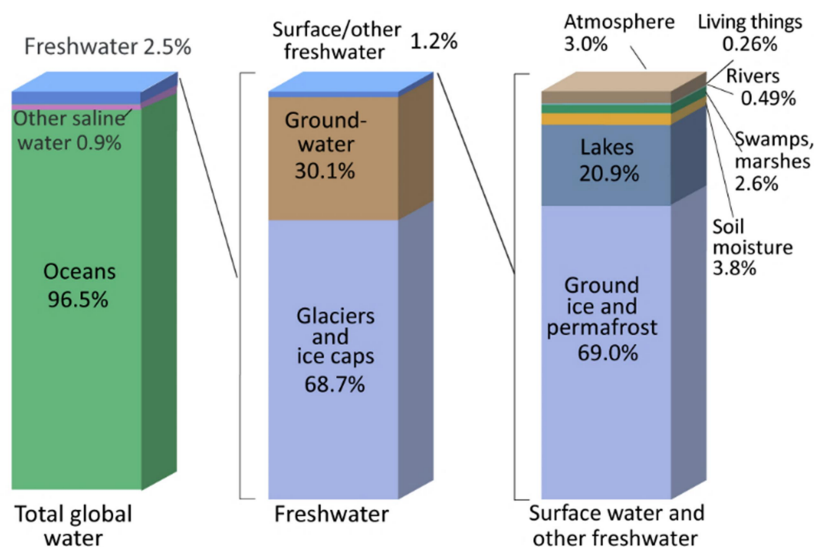 Freshwater 2.5%
Other saline
water 0.9%
Oceans
96.5%
Total global
water
Surface/other
freshwater 1.2%
Ground-
water
30.1%
Glaciers
and
ice caps
68.7%
Freshwater
Atmosphere
3.0%
Living things
0.26%
Rivers
0.49%
Swamps,
marshes
2.6%
Soil
moisture
3.8%
Lakes
20.9%
Ground
ice and
permafrost
69.0%
Surface water and
other freshwater